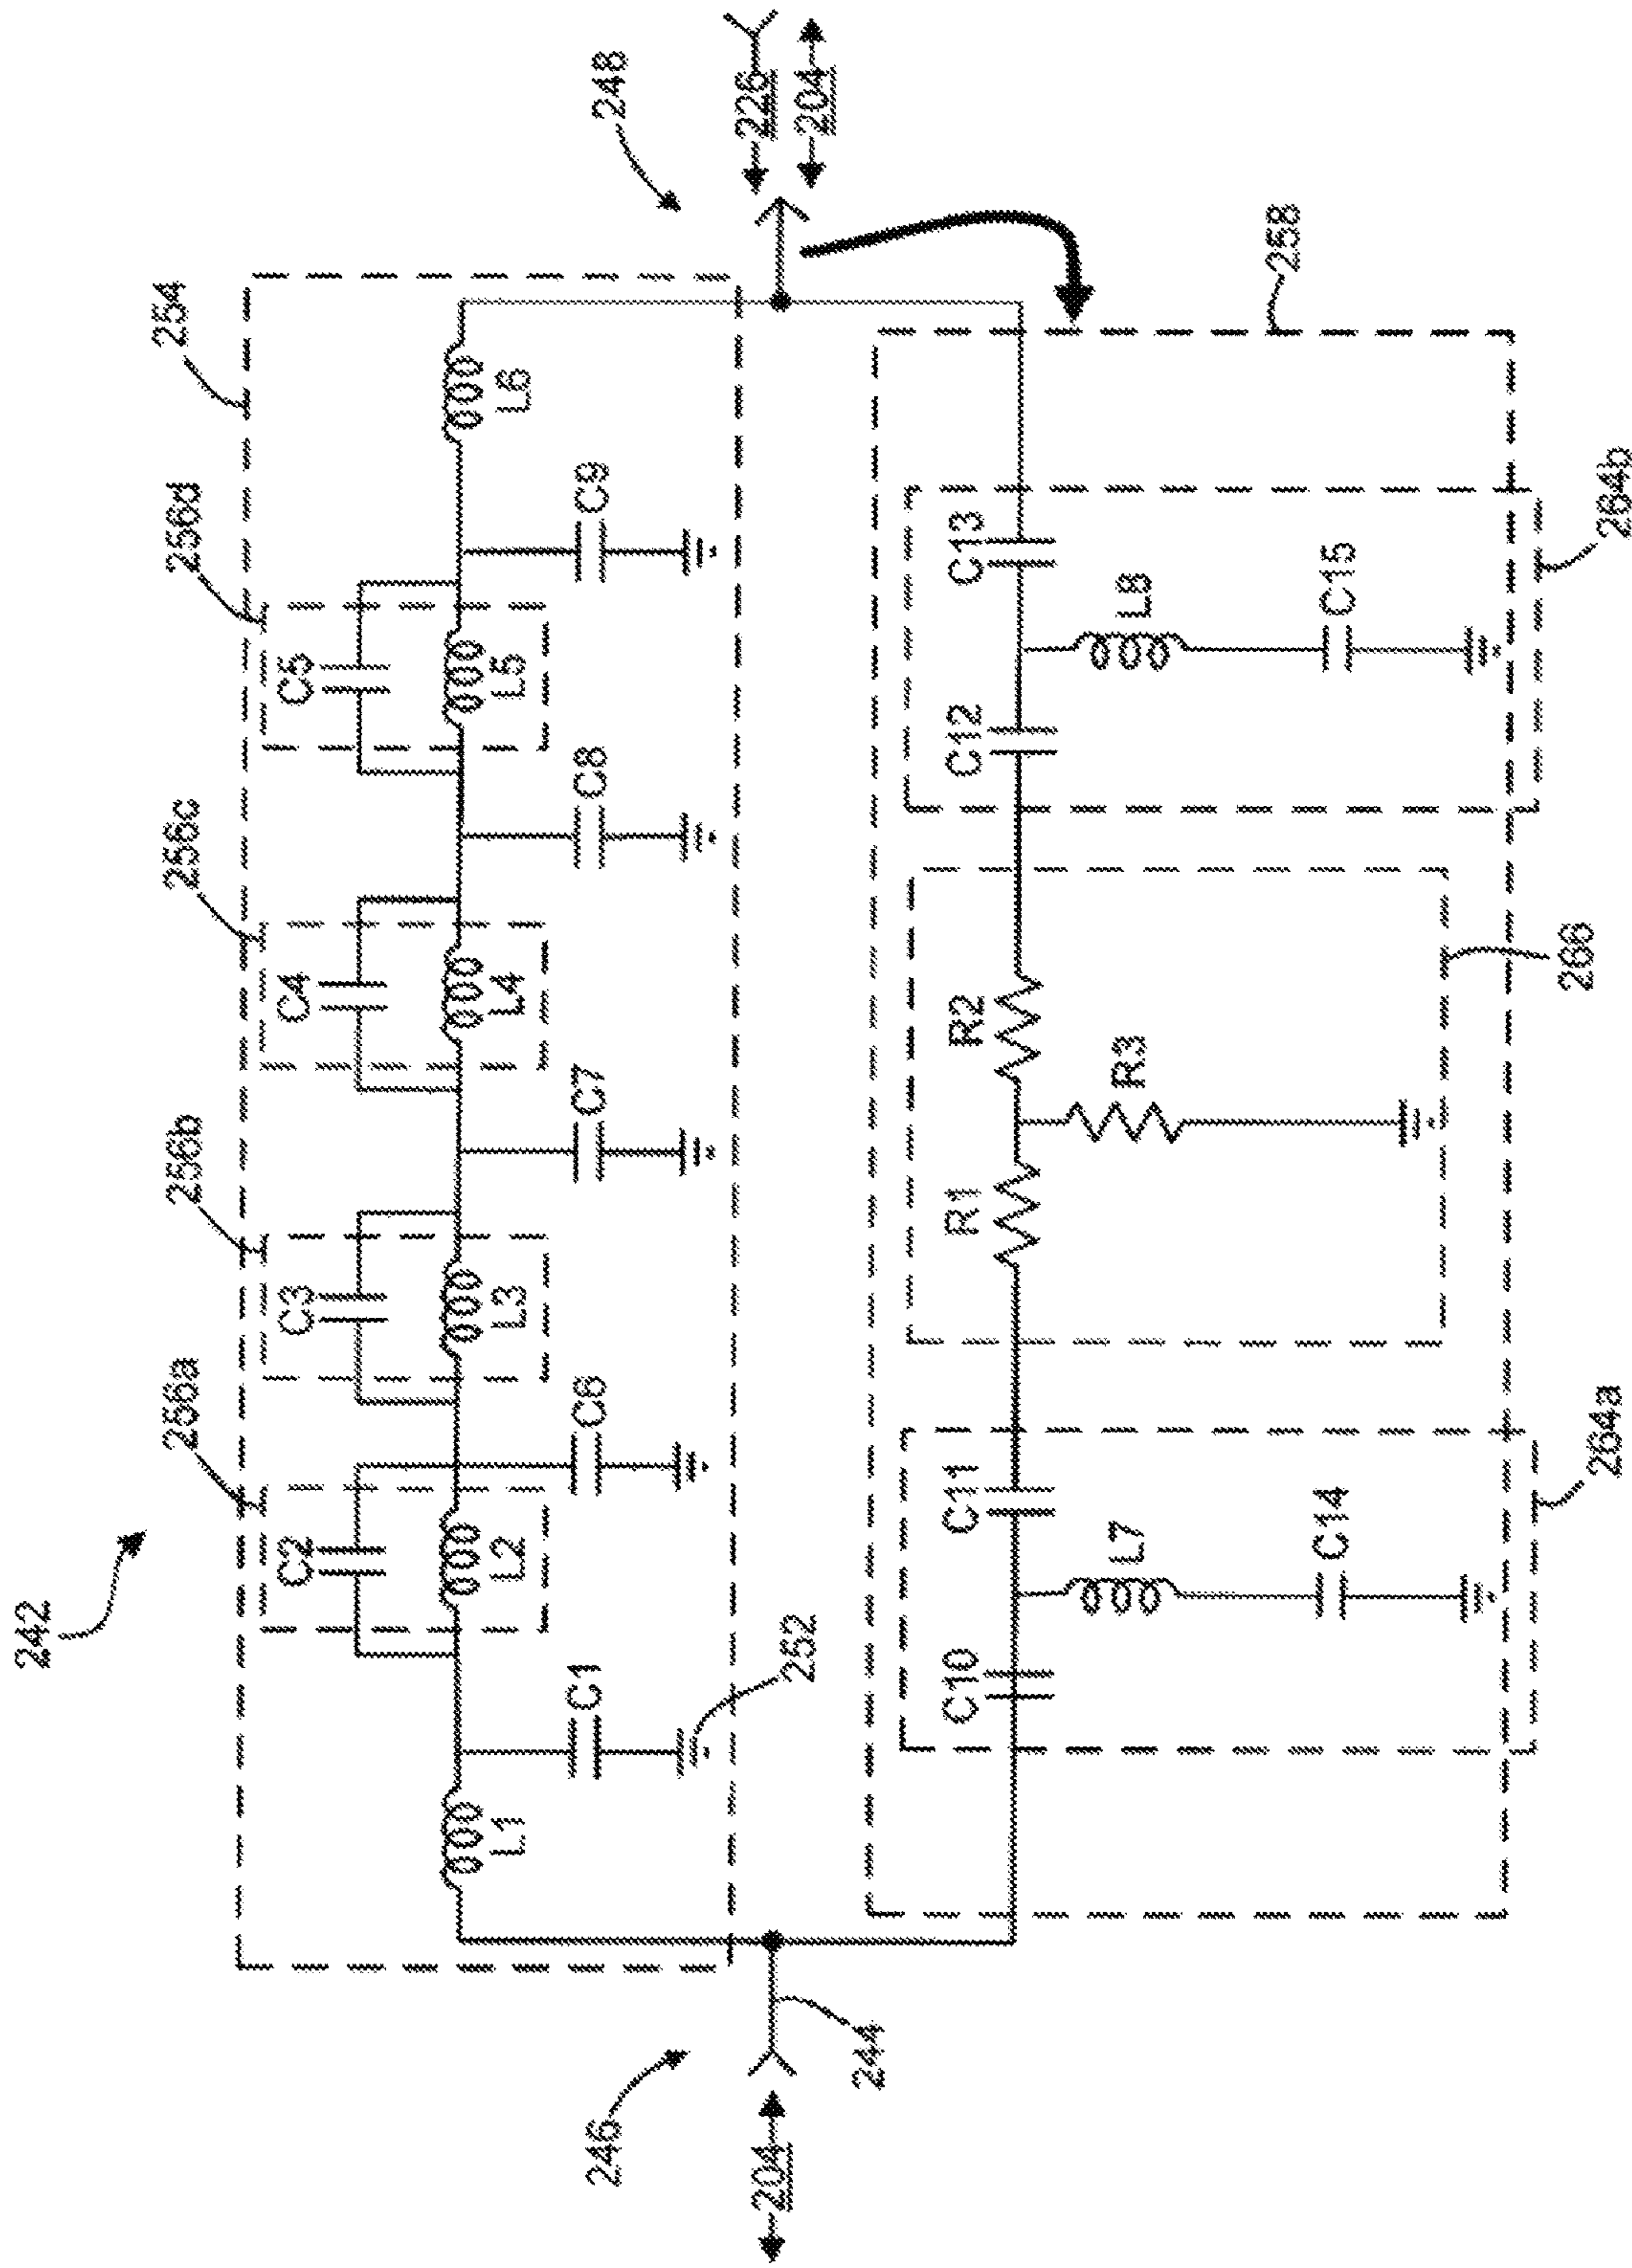 242
256a 256b 256c 256d 254
C2 C3 C4 C5
L1 L2 L3 L4 L5 L6
C1 C6 C7 C8 C9
246 248
204 252 226
204
244
C10 C11 R1 R2 C12 C13
L7 R3 L8
258
C14 C15
266
264a 264b